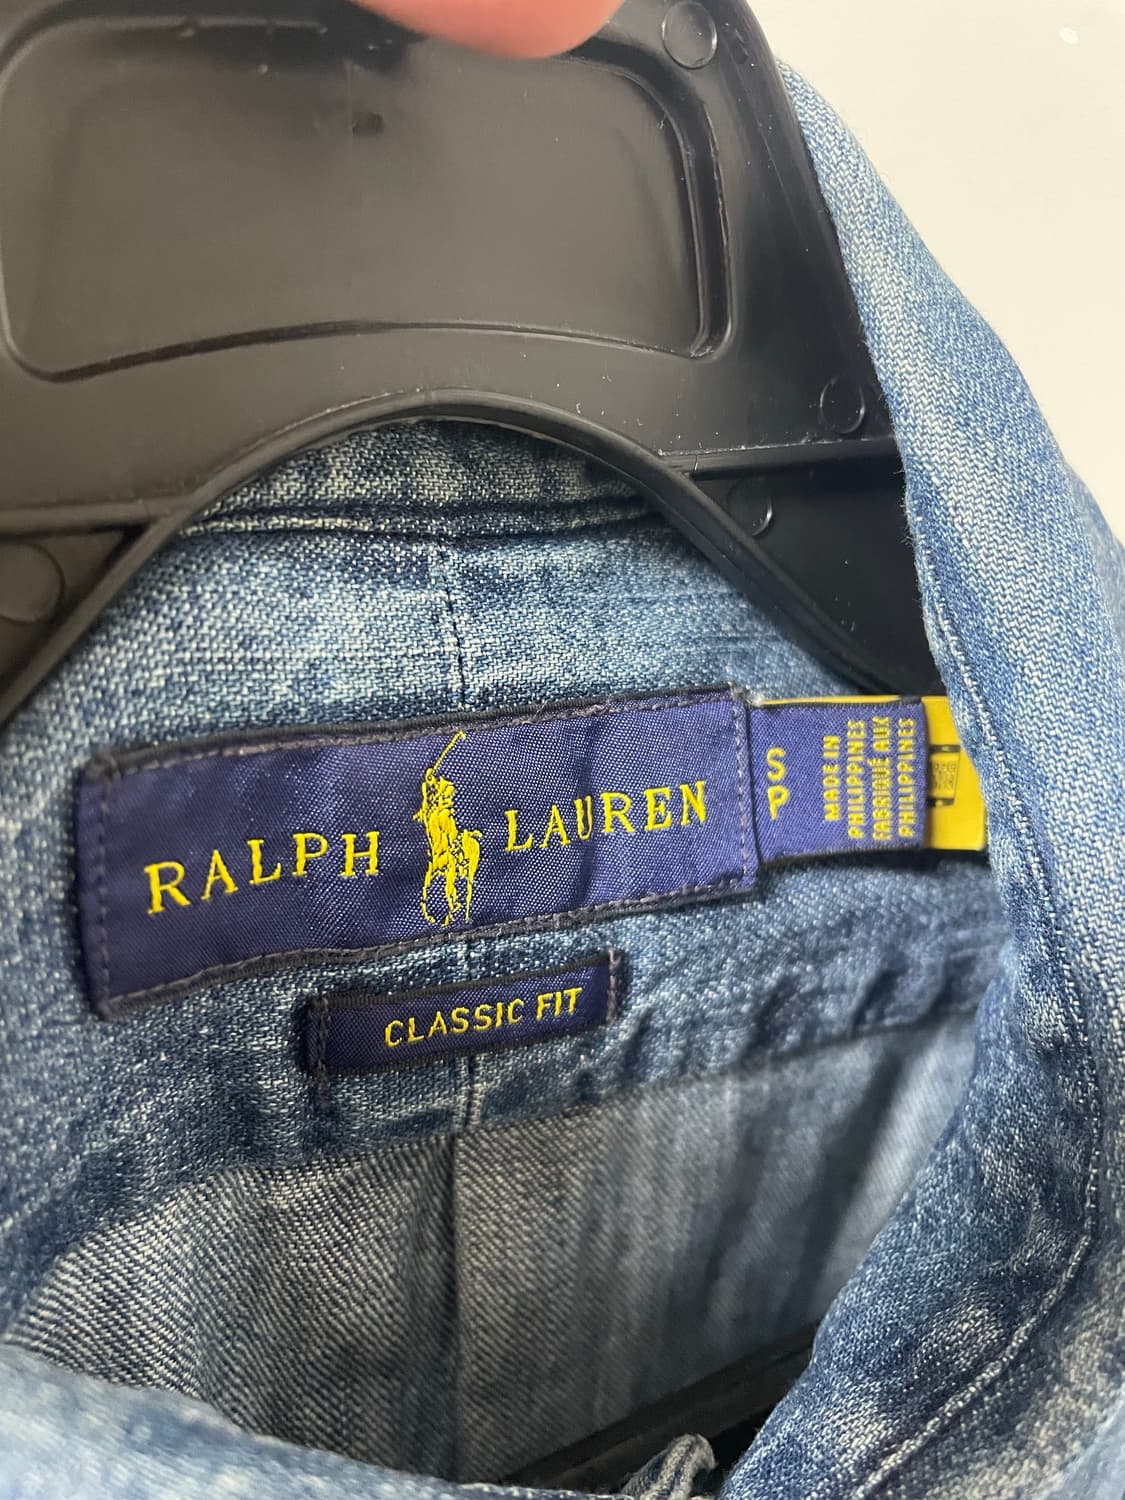 RALPH LAUREN
CLASSIC FIT
S
P
MADE IN
PHILIPPINES
FABRIQUÉ AUX
PHILIPPINES